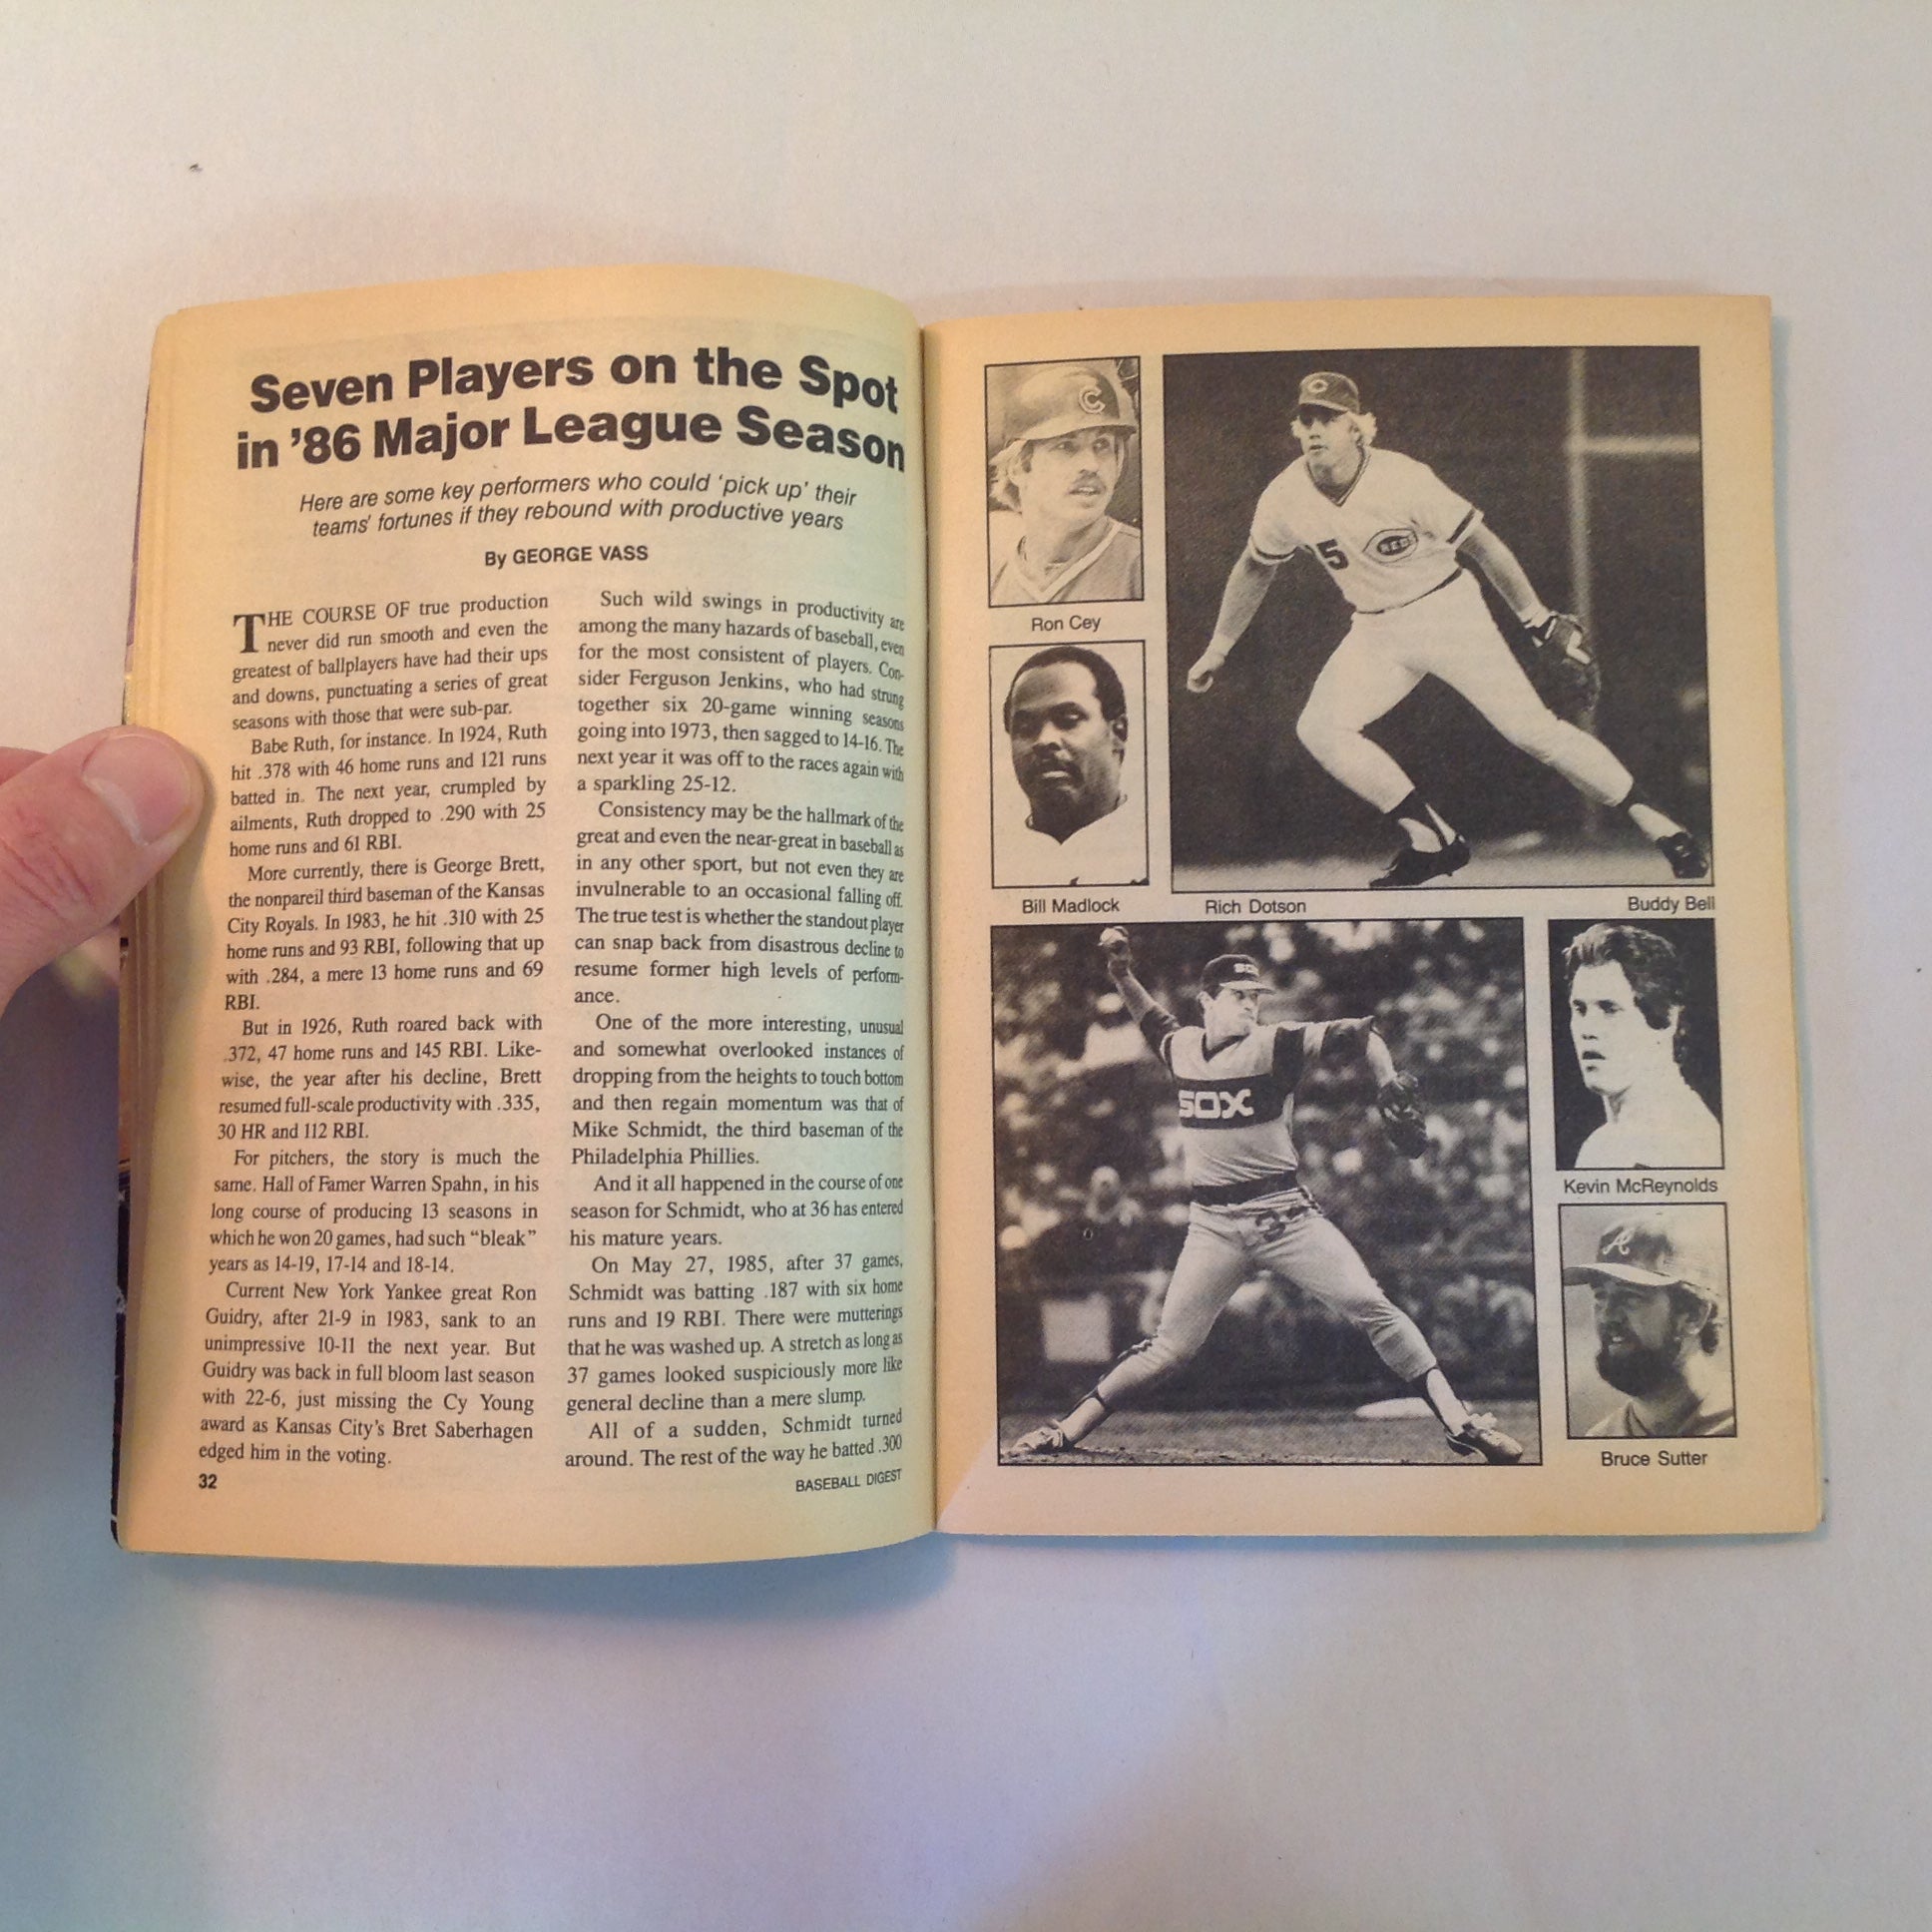 Seven Players on the Spot
in '86 Major League Season
Here are some key performers who could 'pick up' their
teams' fortunes if they rebound with productive years
By GEORGE VASS
THE COURSE OF true production
never did run smooth and even the
greatest of ballplayers have had their ups
and downs, punctuating a series of great
seasons with those that were sub-par.
Babe Ruth, for instance. In 1924, Ruth
hit .378 with 46 home runs and 121 runs
batted in. The next year, crumpled by
ailments, Ruth dropped to .290 with 25
home runs and 61 RBI.
More currently, there is George Brett,
the nonpareil third baseman of the Kansas
City Royals. In 1983, he hit .310 with 25
home runs and 93 RBI, following that up
with .284, a mere 13 home runs and 69
RBI.
But in 1926, Ruth roared back with
.372, 47 home runs and 145 RBI. Like-
wise, the year after his decline, Brett
resumed full-scale productivity with .335,
30 HR and 112 RBI.
For pitchers, the story is much the
same. Hall of Famer Warren Spahn, in his
long course of producing 13 seasons in
which he won 20 games, had such "bleak"
years as 14-19, 17-14 and 18-14.
Current New York Yankee great Ron
Guidry, after 21-9 in 1983, sank to an
unimpressive 10-11 the next year. But
Guidry was back in full bloom last season
with 22-6, just missing the Cy Young
award as Kansas City's Bret Saberhagen
edged him in the voting.
32
Such wild swings in productivity are
among the many hazards of baseball, even
for the most consistent of players. Con-
sider Ferguson Jenkins, who had strung
together six 20-game winning seasons
going into 1973, then sagged to 14-16. The
next year it was off to the races again with
a sparkling 25-12.
Consistency may be the hallmark of the
great and even the near-great in baseball as
in any other sport, but not even they are
invulnerable to an occasional falling off.
The true test is whether the standout player
can snap back from disastrous decline to
resume former high levels of perform-
ance.
One of the more interesting, unusual
and somewhat overlooked instances of
dropping from the heights to touch bottom
and then regain momentum was that of
Mike Schmidt, the third baseman of the
Philadelphia Phillies.
And it all happened in the course of one
season for Schmidt, who at 36 has entered
his mature years.
On May 27, 1985, after 37 games,
Schmidt was batting .187 with six home
runs and 19 RBI. There were mutterings
that he was washed up. A stretch as long as
37 games looked suspiciously more like
general decline than a mere slump.
All of a sudden, Schmidt turned
around. The rest of the way he batted .300
BASEBALL DIGEST
C
Ron Cey
C
5 REDS
Bill Madlock
Rich Dotson
Buddy Bell
SOX
SOX
Kevin McReynolds
A
Bruce Sutter